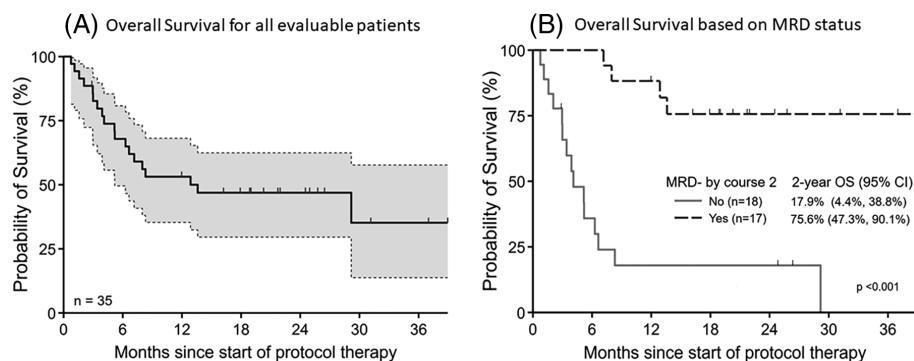 (A) Overall Survival for all evaluable patients
Probability of Survival (%)
100
75
50
25
0
n = 35
0 6 12 18 24 30 36
Months since start of protocol therapy
B Overall Survival based on MRD status
Probability of Survival (%)
100
75
50
25
0
MRD- by course 2 2-year OS (95% CI)
No (n=18) 17.9% (4.4%, 38.8%)
Yes (n=17) 75.6% (47.3%, 90.1%)
p <0.001
0 6 12 18 24 30 36
Months since start of protocol therapy